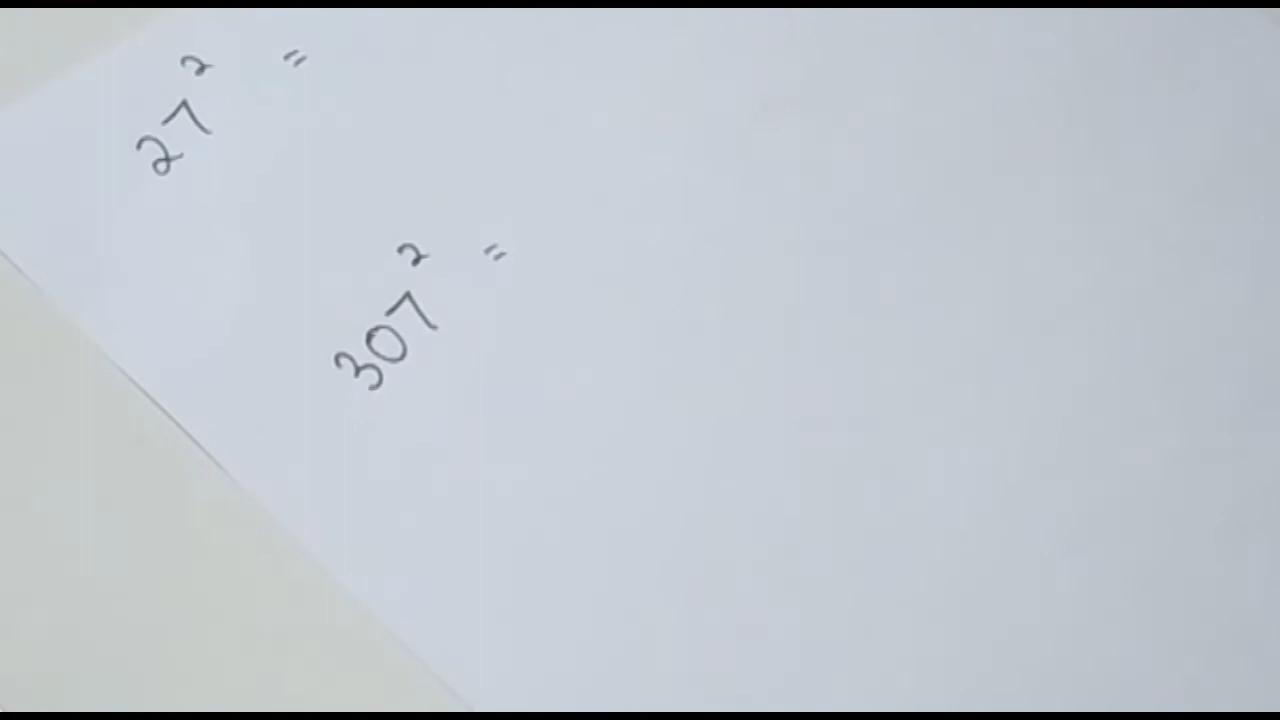 27² =
307² =